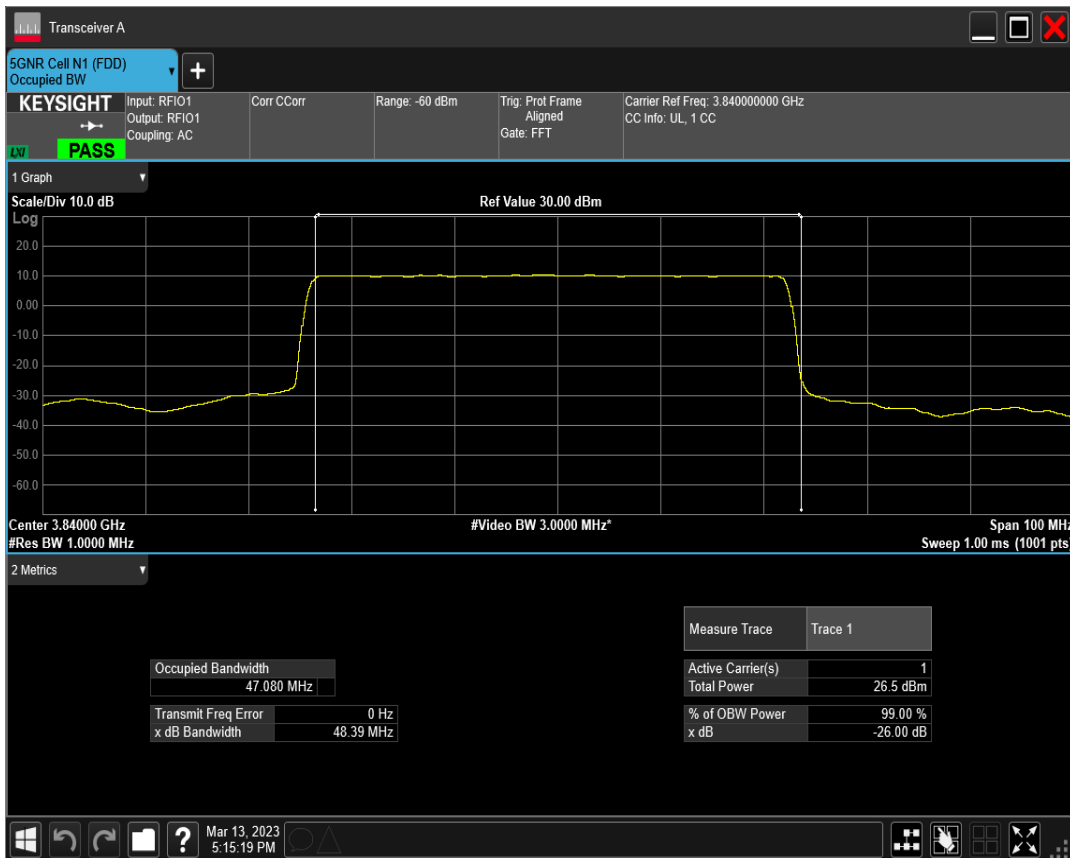 Transceiver A
5GNR Cell N1 (FDD)
Occupied BW
KEYSIGHT
LXI
PASS
Input: RFIO1
Output: RFIO1
Coupling: AC
Corr CCorr
Range: -60 dBm
Trig: Prot Frame
Aligned
Gate: FFT
Carrier Ref Freq: 3.840000000 GHz
CC Info: UL, 1 CC
1 Graph
Scale/Div 10.0 dB
Ref Value 30.00 dBm
Log
20.0
10.0
0.00
-10.0
-20.0
-30.0
-40.0
-50.0
-60.0
Center 3.84000 GHz
#Video BW 3.0000 MHz*
Span 100 MHz
#Res BW 1.0000 MHz
Sweep 1.00 ms (1001 pts)
2 Metrics
Measure Trace Trace 1
Occupied Bandwidth
47.080 MHz
Active Carrier(s) 1
Total Power 26.5 dBm
Transmit Freq Error 0 Hz
x dB Bandwidth 48.39 MHz
% of OBW Power 99.00 %
x dB -26.00 dB
?
Mar 13, 2023
5:15:19 PM